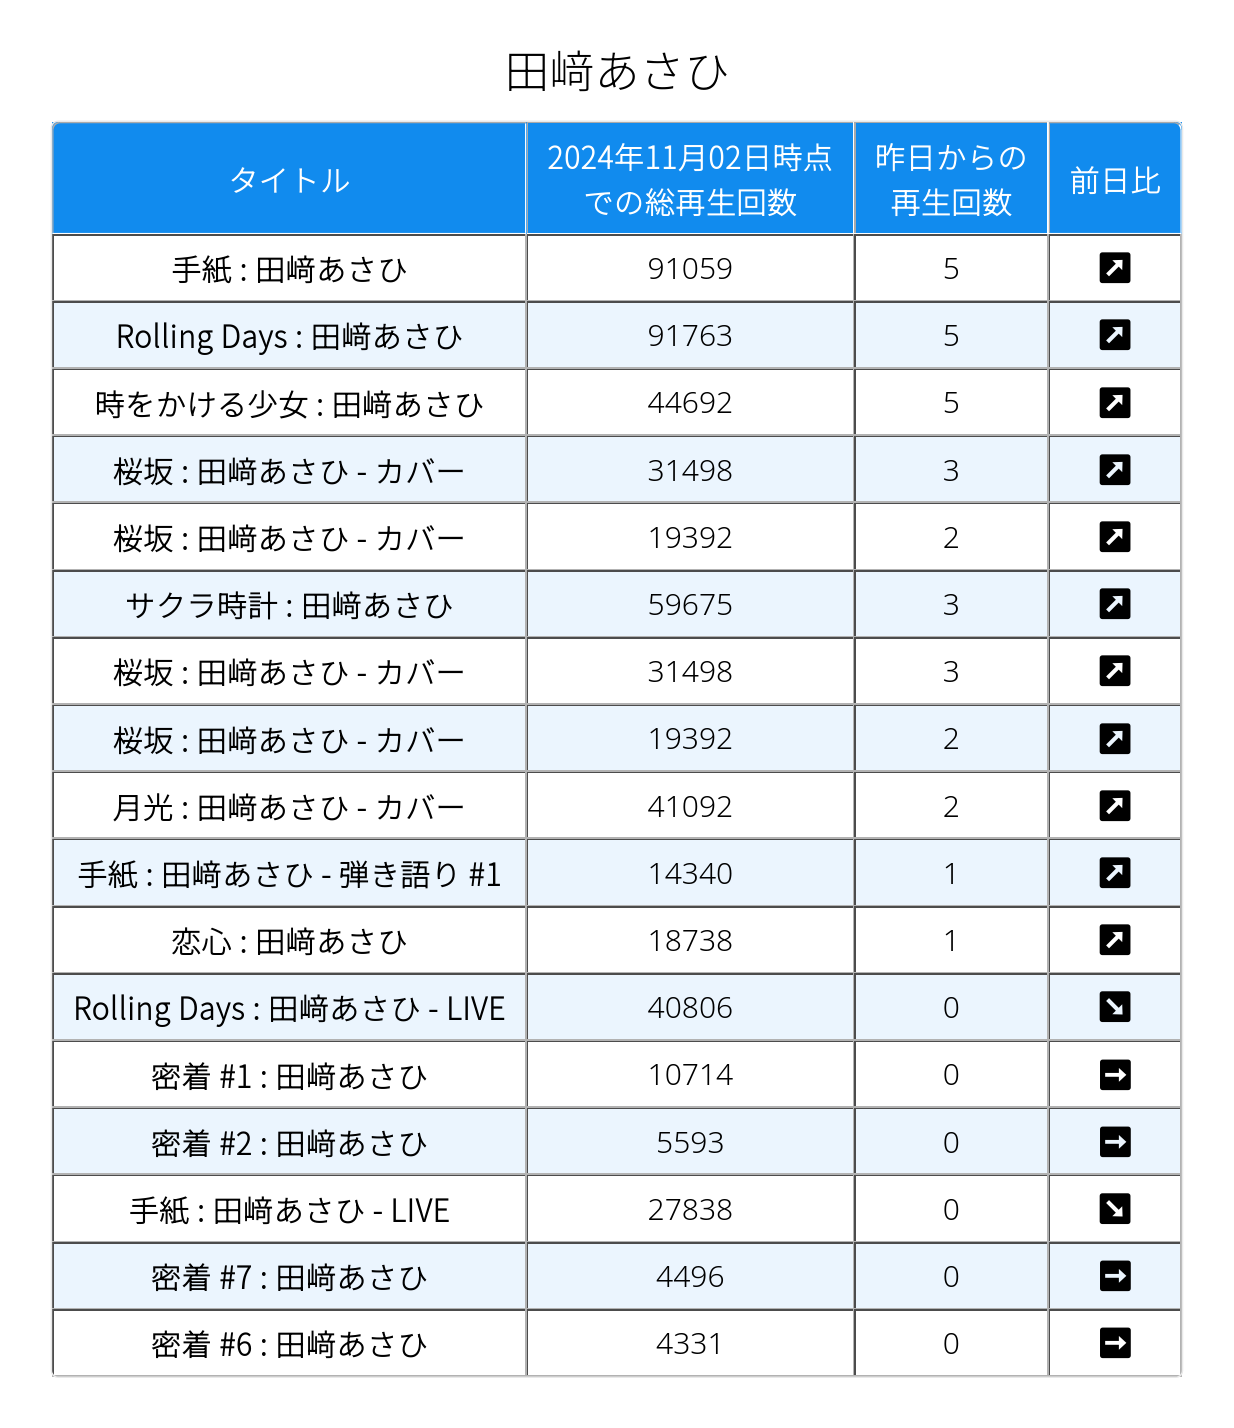 田﨑あさひ
タイトル 2024年11月02日時点 昨日からの 前日比
での総再生回数 再生回数
手紙 : 田﨑あさひ 91059 5 ↗
Rolling Days : 田﨑あさひ 91763 5 ↗
時をかける少女 : 田﨑あさひ 44692 5 ↗
桜坂 : 田﨑あさひ - カバー 31498 3 ↗
桜坂 : 田﨑あさひ - カバー 19392 2 ↗
サクラ時計 : 田﨑あさひ 59675 3 ↗
桜坂 : 田﨑あさひ - カバー 31498 3 ↗
桜坂 : 田﨑あさひ - カバー 19392 2 ↗
月光 : 田﨑あさひ - カバー 41092 2 ↗
手紙 : 田﨑あさひ - 弾き語り #1 14340 1 ↗
恋心 : 田﨑あさひ 18738 1 ↗
Rolling Days : 田﨑あさひ - LIVE 40806 0 ↘
密着 #1 : 田﨑あさひ 10714 0 →
密着 #2 : 田﨑あさひ 5593 0 →
手紙 : 田﨑あさひ - LIVE 27838 0 ↘
密着 #7 : 田﨑あさひ 4496 0 →
密着 #6 : 田﨑あさひ 4331 0 →